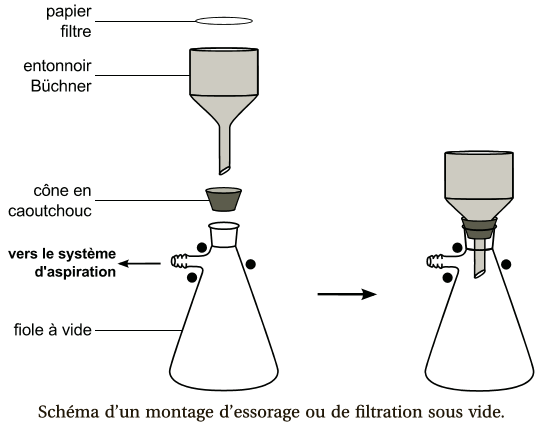 papier
filtre
entonnoir
Büchner
cône en
caoutchouc
vers le système
d'aspiration
fiole à vide
Schéma d'un montage d'essorage ou de filtration sous vide.